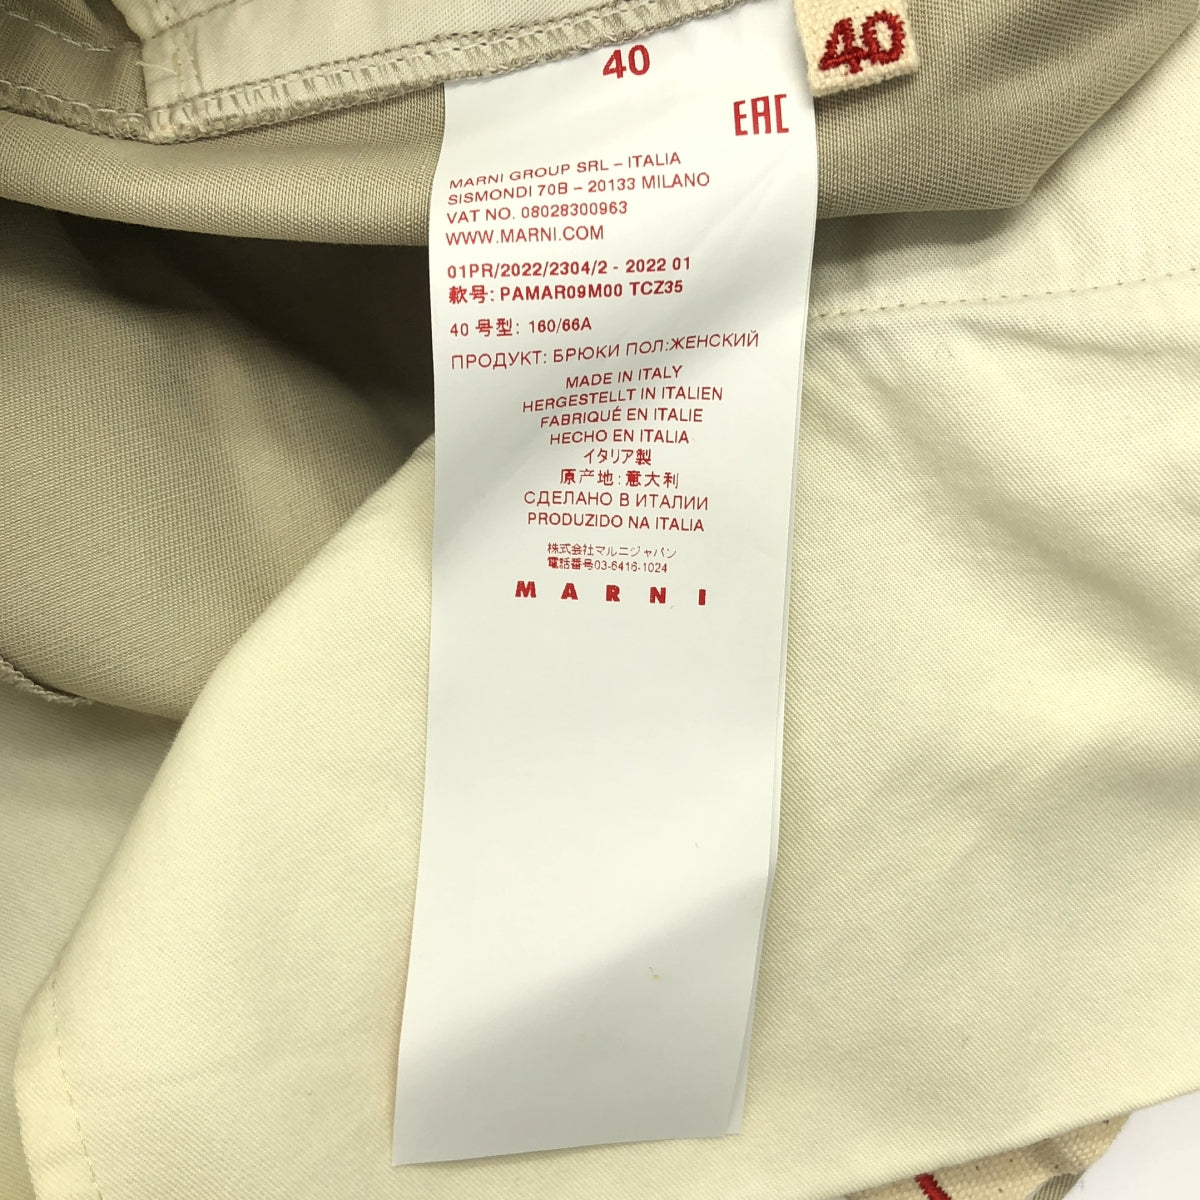 40
40
EAC
MARNI GROUP SRL – ITALIA
SISMONDI 70B – 20133 MILANO
VAT NO. 08028300963
WWW.MARNI.COM
01PR/2022/2304/2 - 2022 01
款号: PAMAR09M00 TCZ35
40 号型: 160/66A
ПРОДУКТ: БРЮКИ ПОЛ:ЖЕНСКИЙ
MADE IN ITALY
HERGESTELLT IN ITALIEN
FABRIQUÉ EN ITALIE
HECHO EN ITALIA
イタリア製
原产地: 意大利
СДЕЛАНО В ИТАЛИИ
PRODUZIDO NA ITALIA
株式会社マルニジャパン
電話番号03-6416-1024
MARNI